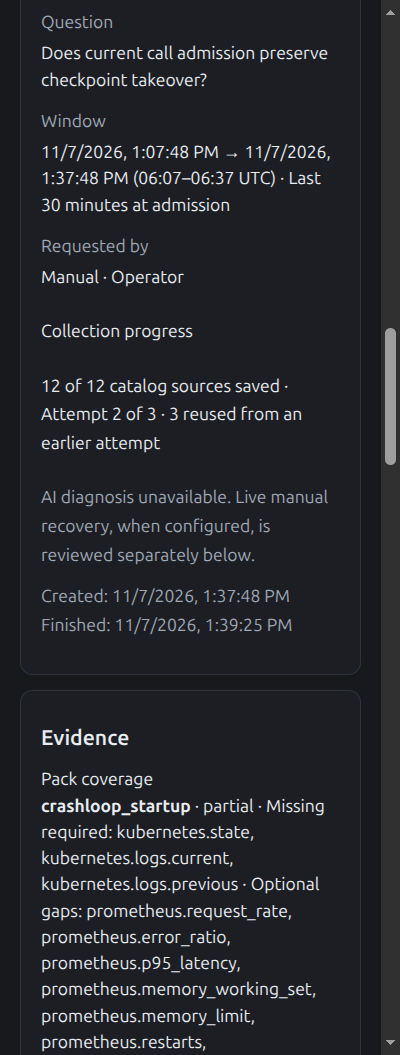 Question
Does current call admission preserve
checkpoint takeover?
Window
11/7/2026, 1:07:48 PM → 11/7/2026,
1:37:48 PM (06:07–06:37 UTC) · Last
30 minutes at admission
Requested by
Manual · Operator
Collection progress
12 of 12 catalog sources saved ·
Attempt 2 of 3 · 3 reused from an
earlier attempt
AI diagnosis unavailable. Live manual
recovery, when configured, is
reviewed separately below.
Created: 11/7/2026, 1:37:48 PM
Finished: 11/7/2026, 1:39:25 PM
Evidence
Pack coverage
crashloop_startup · partial · Missing
required: kubernetes.state,
kubernetes.logs.current,
kubernetes.logs.previous · Optional
gaps: prometheus.request_rate,
prometheus.error_ratio,
prometheus.p95_latency,
prometheus.memory_working_set,
prometheus.memory_limit,
prometheus.restarts,